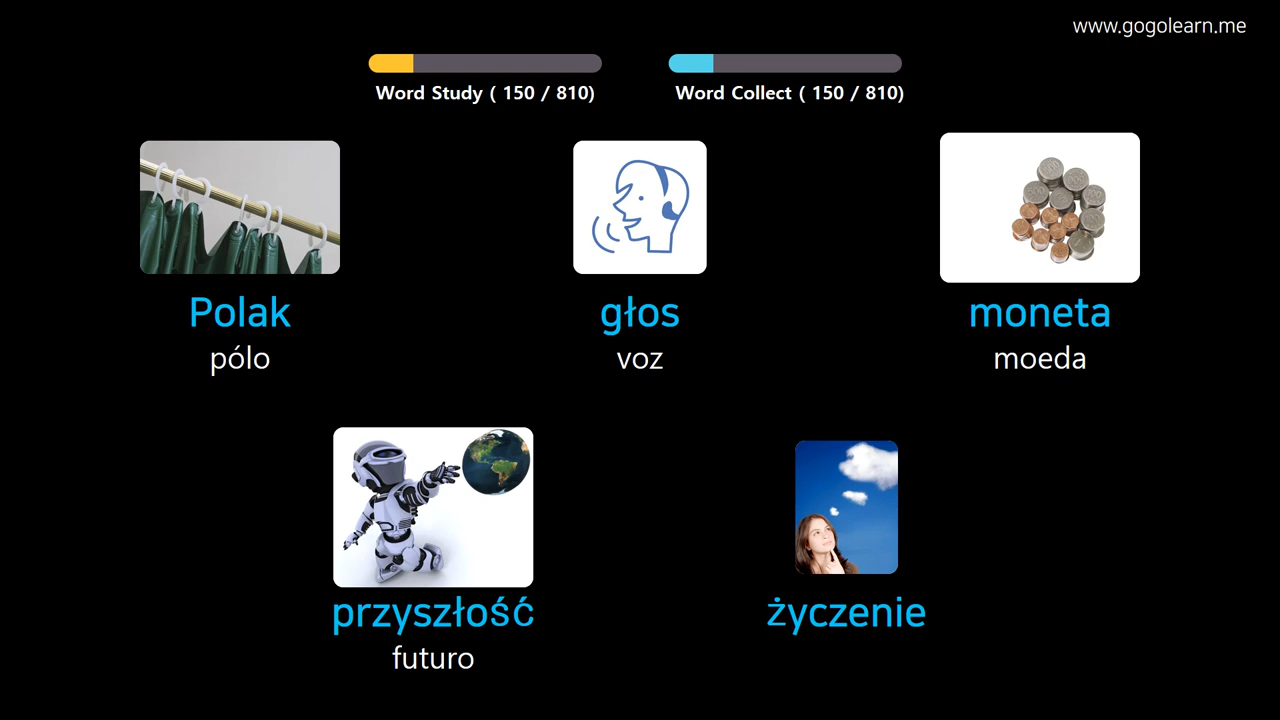 www.gogolearn.me
Word Study ( 150 / 810)
Word Collect ( 150 / 810)
Polak
pólo
głos
voz
moneta
moeda
przyszłość
futuro
życzenie